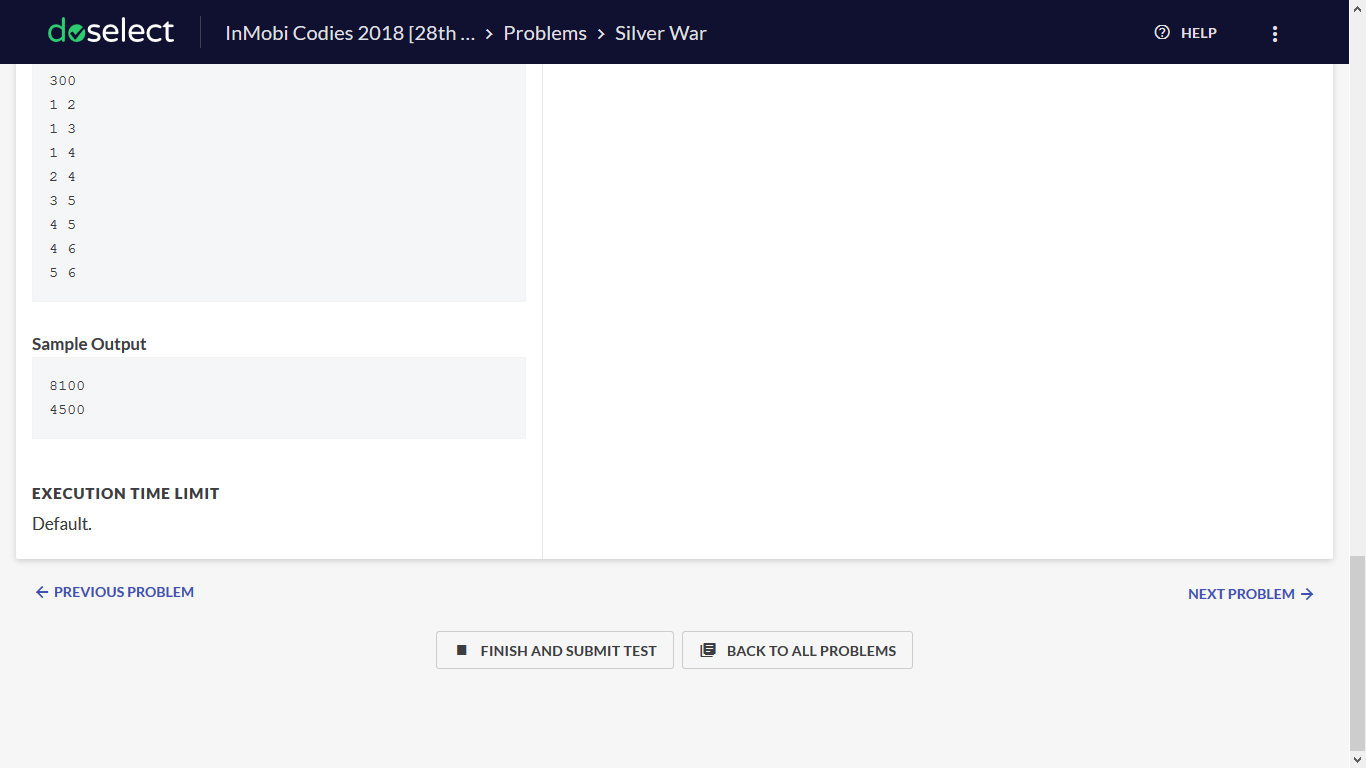 doselect
InMobi Codies 2018 [28th ... > Problems > Silver War
HELP
300
1 2
1 3
1 4
2 4
3 5
4 5
4 6
5 6
Sample Output
8100
4500
EXECUTION TIME LIMIT
Default.
← PREVIOUS PROBLEM
NEXT PROBLEM →
FINISH AND SUBMIT TEST
BACK TO ALL PROBLEMS